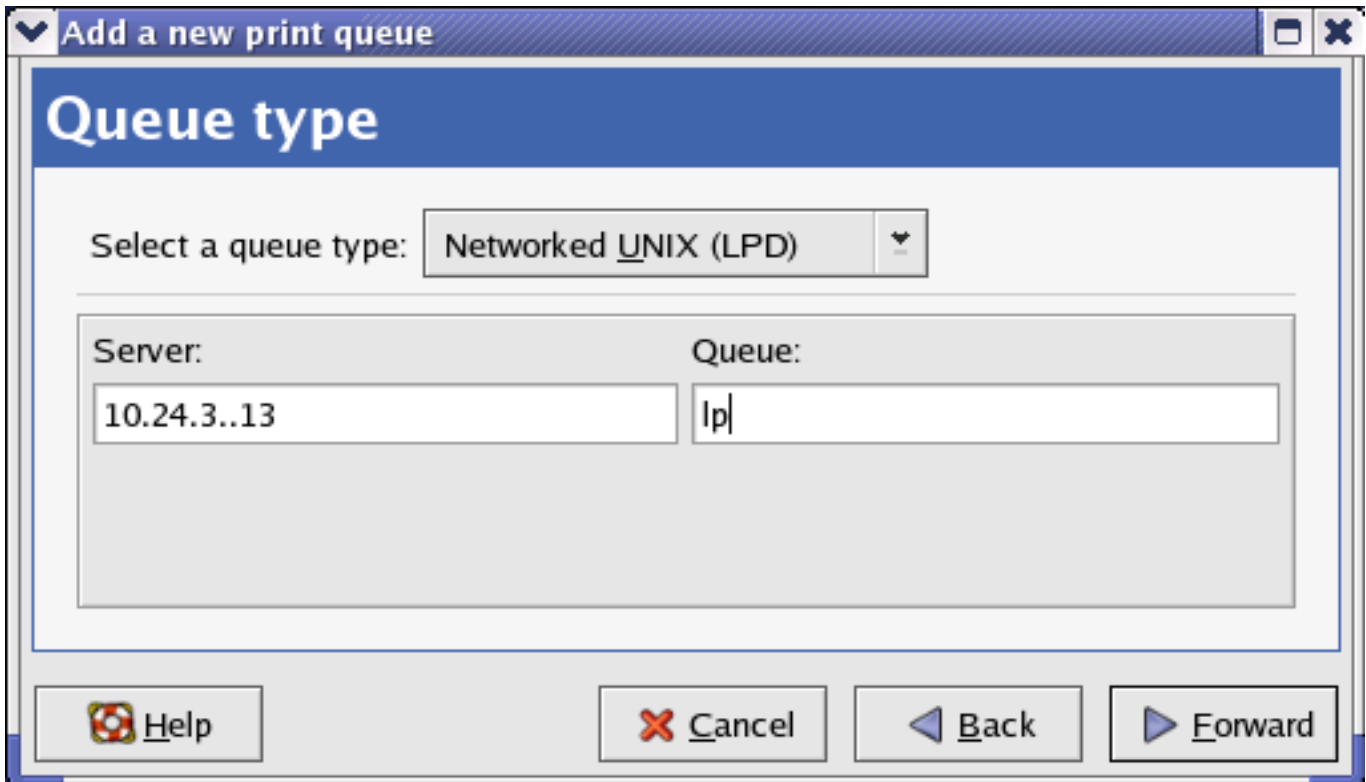 Add a new print queue
Queue type
Select a queue type: Networked UNIX (LPD)
Server: Queue:
10.24.3..13 lp
Help Cancel Back Forward